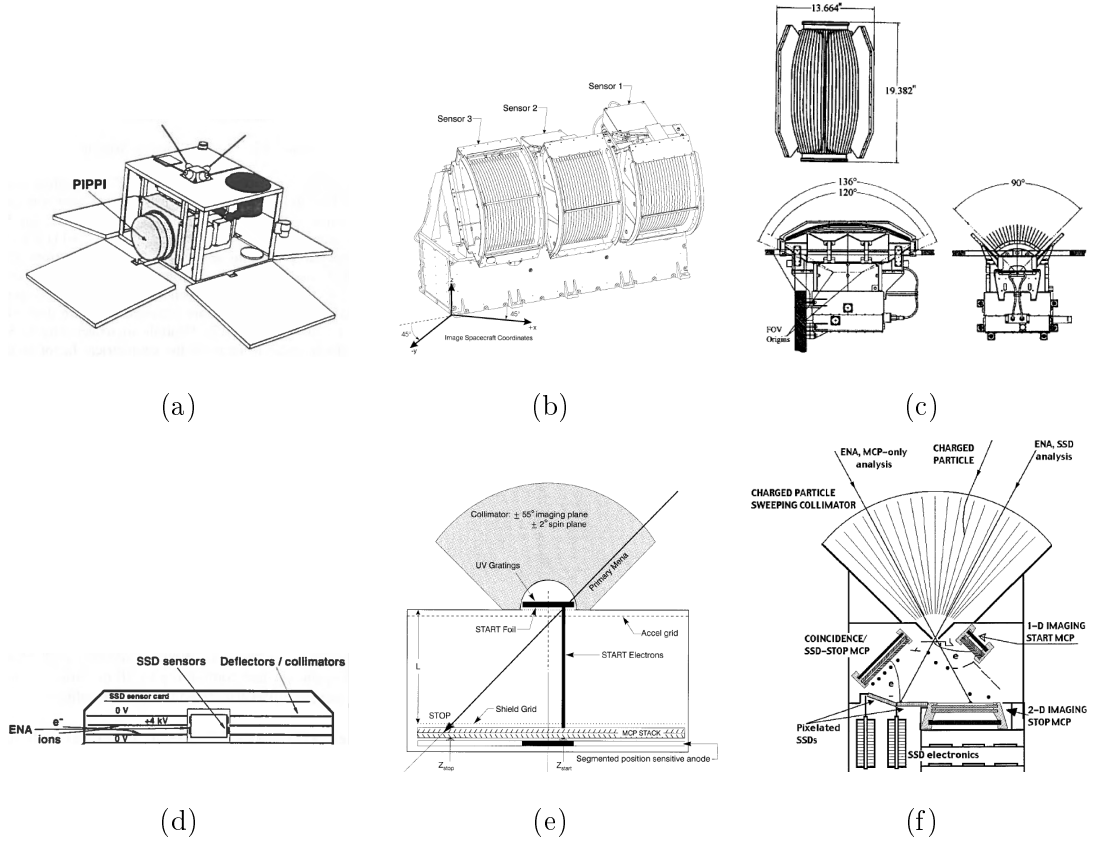 PIPPI
(a)
Sensor 1
Sensor 2
Sensor 3
45°
45°
+x
-y
Image Spacecraft Coordinates
(b)
13.664"
19.382"
136°
120°
90°
FOV
Origins
(c)
SSD sensors
Deflectors / collimators
SSD sensor card
0 V
e⁻
+4 kV
ENA
ions
0 V
(d)
Collimator: ± 55° imaging plane
± 2° spin plane
UV Gratings
Primary Mena
START Foil
Accel grid
START Electrons
L
STOP
Shield Grid
MCP STACK
Zstop
Zstart
Segmented position sensitive anode
(e)
ENA, MCP-only
analysis
CHARGED
PARTICLE
ENA, SSD
analysis
CHARGED PARTICLE
SWEEPING COLLIMATOR
COINCIDENCE/
SSD-STOP MCP
1-D IMAGING
START MCP
e
e
2-D IMAGING
STOP MCP
Pixelated
SSDs
SSD electronics
(f)